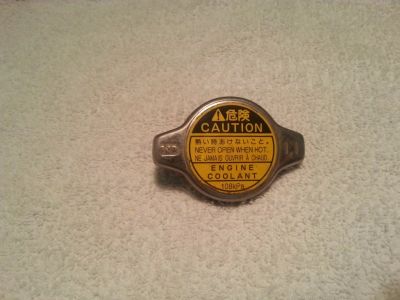 危険
CAUTION
熱い時あけないこと。
NEVER OPEN WHEN HOT.
NE JAMAIS OUVRIR À CHAUD.
ENGINE
COOLANT
108kPa